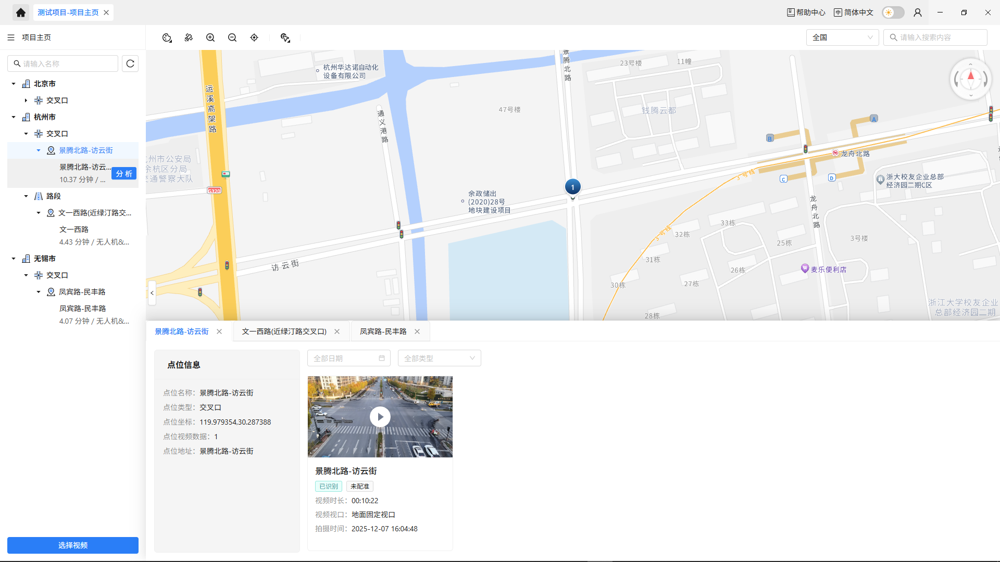 测试项目-项目主页
帮助中心
简体中文
项目主页
全国
请输入搜索内容
请输入名称
北京市
交叉口
杭州市
交叉口
景腾北路-访云街
景腾北路-访云...
10.37 分钟 / ...
分 析
路段
文一西路(近绿汀路交...
文一西路
4.43 分钟 / 无人机&...
无锡市
交叉口
凤宾路-民丰路
凤宾路-民丰路
4.07 分钟 / 无人机&...
选择视频
杭州华达诺自动化
设备有限公司
运溪高架路
通义港路
景腾北路
23号楼
11幢
47号楼
钱腾云都
A
B
龙舟北路
C
D
3号线
浙大校友企业总部
经济园二期C区
州市公安局
余杭区分局
交通警察大队
G320
1
余政储出
(2020)28号
地块建设项目
龙舟北路
33栋
32栋
3号线
25栋
3号楼
31栋
26栋
麦乐便利店
访云街
30栋
27栋
28栋
浙江大学校友企业
总部经济园二期
景腾北路-访云街
文一西路(近绿汀路交叉口)
凤宾路-民丰路
点位信息
点位名称：景腾北路-访云街
点位类型：交叉口
点位坐标：119.979354,30.287388
点位视频数据：1
点位地址：景腾北路-访云街
全部日期
全部类型
景腾北路-访云街
已识别
未配准
视频时长：00:10:22
视频视口：地面固定视口
拍摄时间：2025-12-07 16:04:48